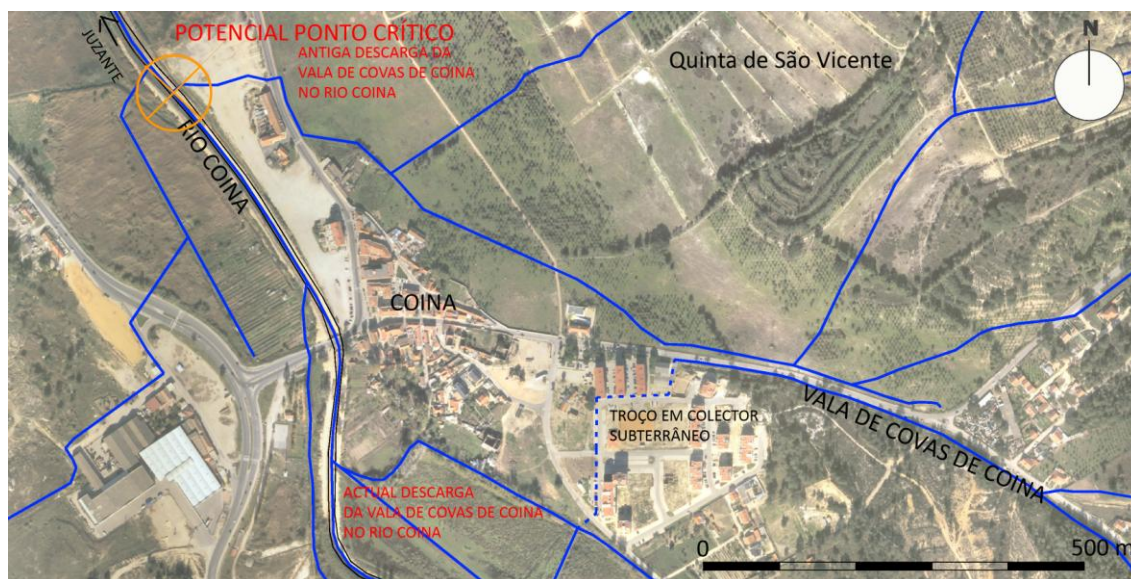 POTENCIAL PONTO CRÍTICO
ANTIGA DESCARGA DA
VALA DE COVAS DE COINA
NO RIO COINA
JUZANTE
Quinta de São Vicente
N
RIO COINA
COINA
TROÇO EM COLECTOR
SUBTERRÂNEO
VALA DE COVAS DE COINA
ACTUAL DESCARGA
DA VALA DE COVAS DE COINA
NO RIO COINA
0
500 m